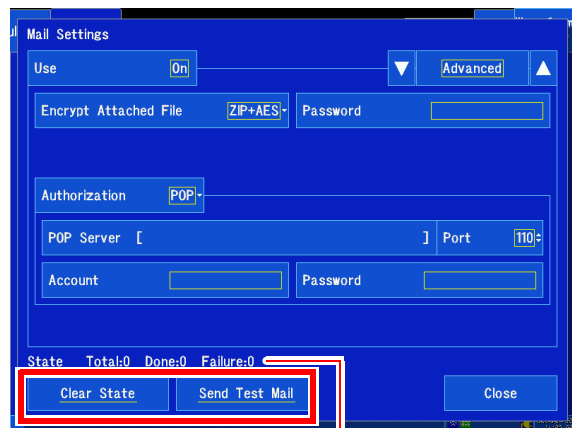 Mail Settings
Use On Advanced
Encrypt Attached File ZIP+AES Password
Authorization POP
POP Server [ ] Port 110
Account Password
State Total:0 Done:0 Failure:0
Clear State Send Test Mail Close